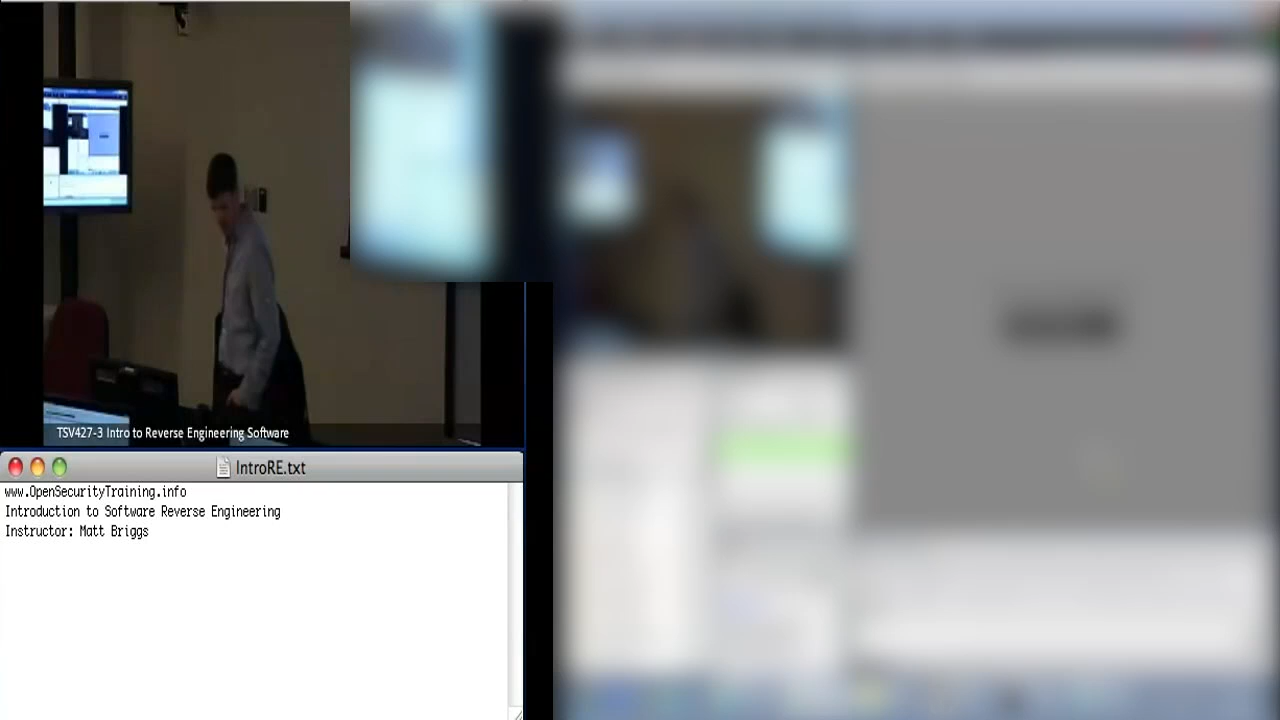 TSV427-3 Intro to Reverse Engineering Software
IntroRE.txt
www.OpenSecurityTraining.info
Introduction to Software Reverse Engineering
Instructor: Matt Briggs